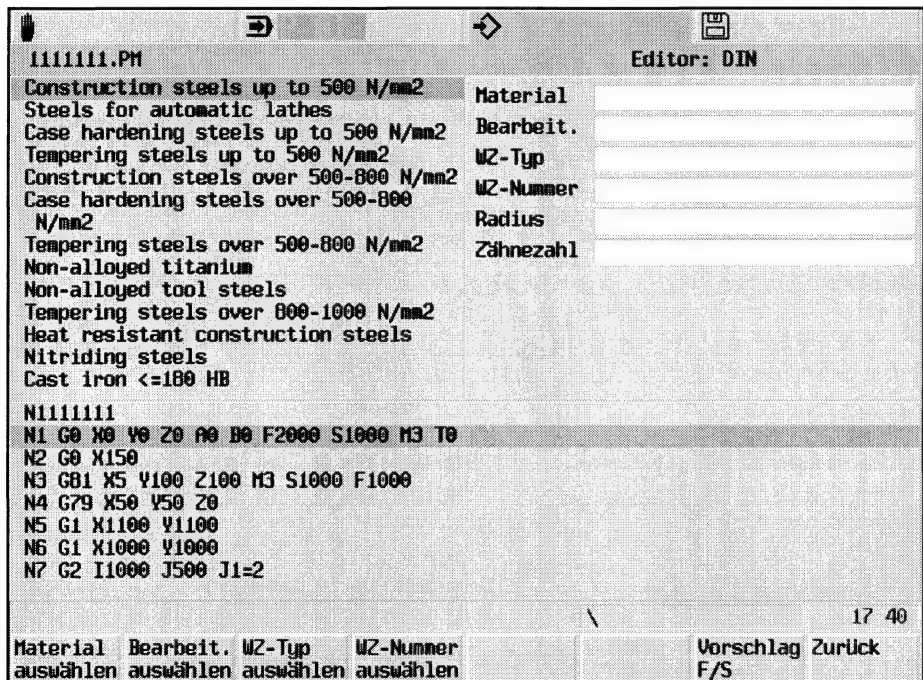 1111111.PM
Editor: DIN
Construction steels up to 500 N/mm2
Steels for automatic lathes
Case hardening steels up to 500 N/mm2
Tempering steels up to 500 N/mm2
Construction steels over 500-800 N/mm2
Case hardening steels over 500-800
N/mm2
Tempering steels over 500-800 N/mm2
Non-alloyed titanium
Non-alloyed tool steels
Tempering steels over 800-1000 N/mm2
Heat resistant construction steels
Nitriding steels
Cast iron <=180 HB
Material
Bearbeit.
WZ-Typ
WZ-Nummer
Radius
Zähnezahl
N1111111
N1 G0 X0 Y0 Z0 A0 B0 F2000 S1000 M3 T0
N2 G0 X150
N3 G81 X5 Y100 Z100 M3 S1000 F1000
N4 G79 X50 Y50 Z0
N5 G1 X1100 Y1100
N6 G1 X1000 Y1000
N7 G2 I1000 J500 J1=2
\ 17 40
Material auswählen
Bearbeit. auswählen
WZ-Typ auswählen
WZ-Nummer auswählen
Vorschlag F/S
Zurück